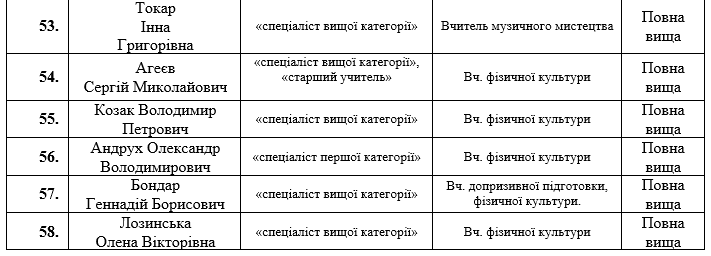 53.
Токар
Інна
Григорівна
«спеціаліст вищої категорії»
Вчитель музичного мистецтва
Повна
вища
54.
Агеєв
Сергій Миколайович
«спеціаліст вищої категорії»,
«старший учитель»
Вч. фізичної культури
Повна
вища
55.
Козак Володимир
Петрович
«спеціаліст вищої категорії»
Вч. фізичної культури
Повна
вища
56.
Андрух Олександр
Володимирович
«спеціаліст першої категорії»
Вч. фізичної культури
Повна
вища
57.
Бондар
Геннадій Борисович
«спеціаліст вищої категорії»
Вч. допризивної підготовки,
фізичної культури.
Повна
вища
58.
Лозинська
Олена Вікторівна
«спеціаліст вищої категорії»
Вч. фізичної культури
Повна
вища